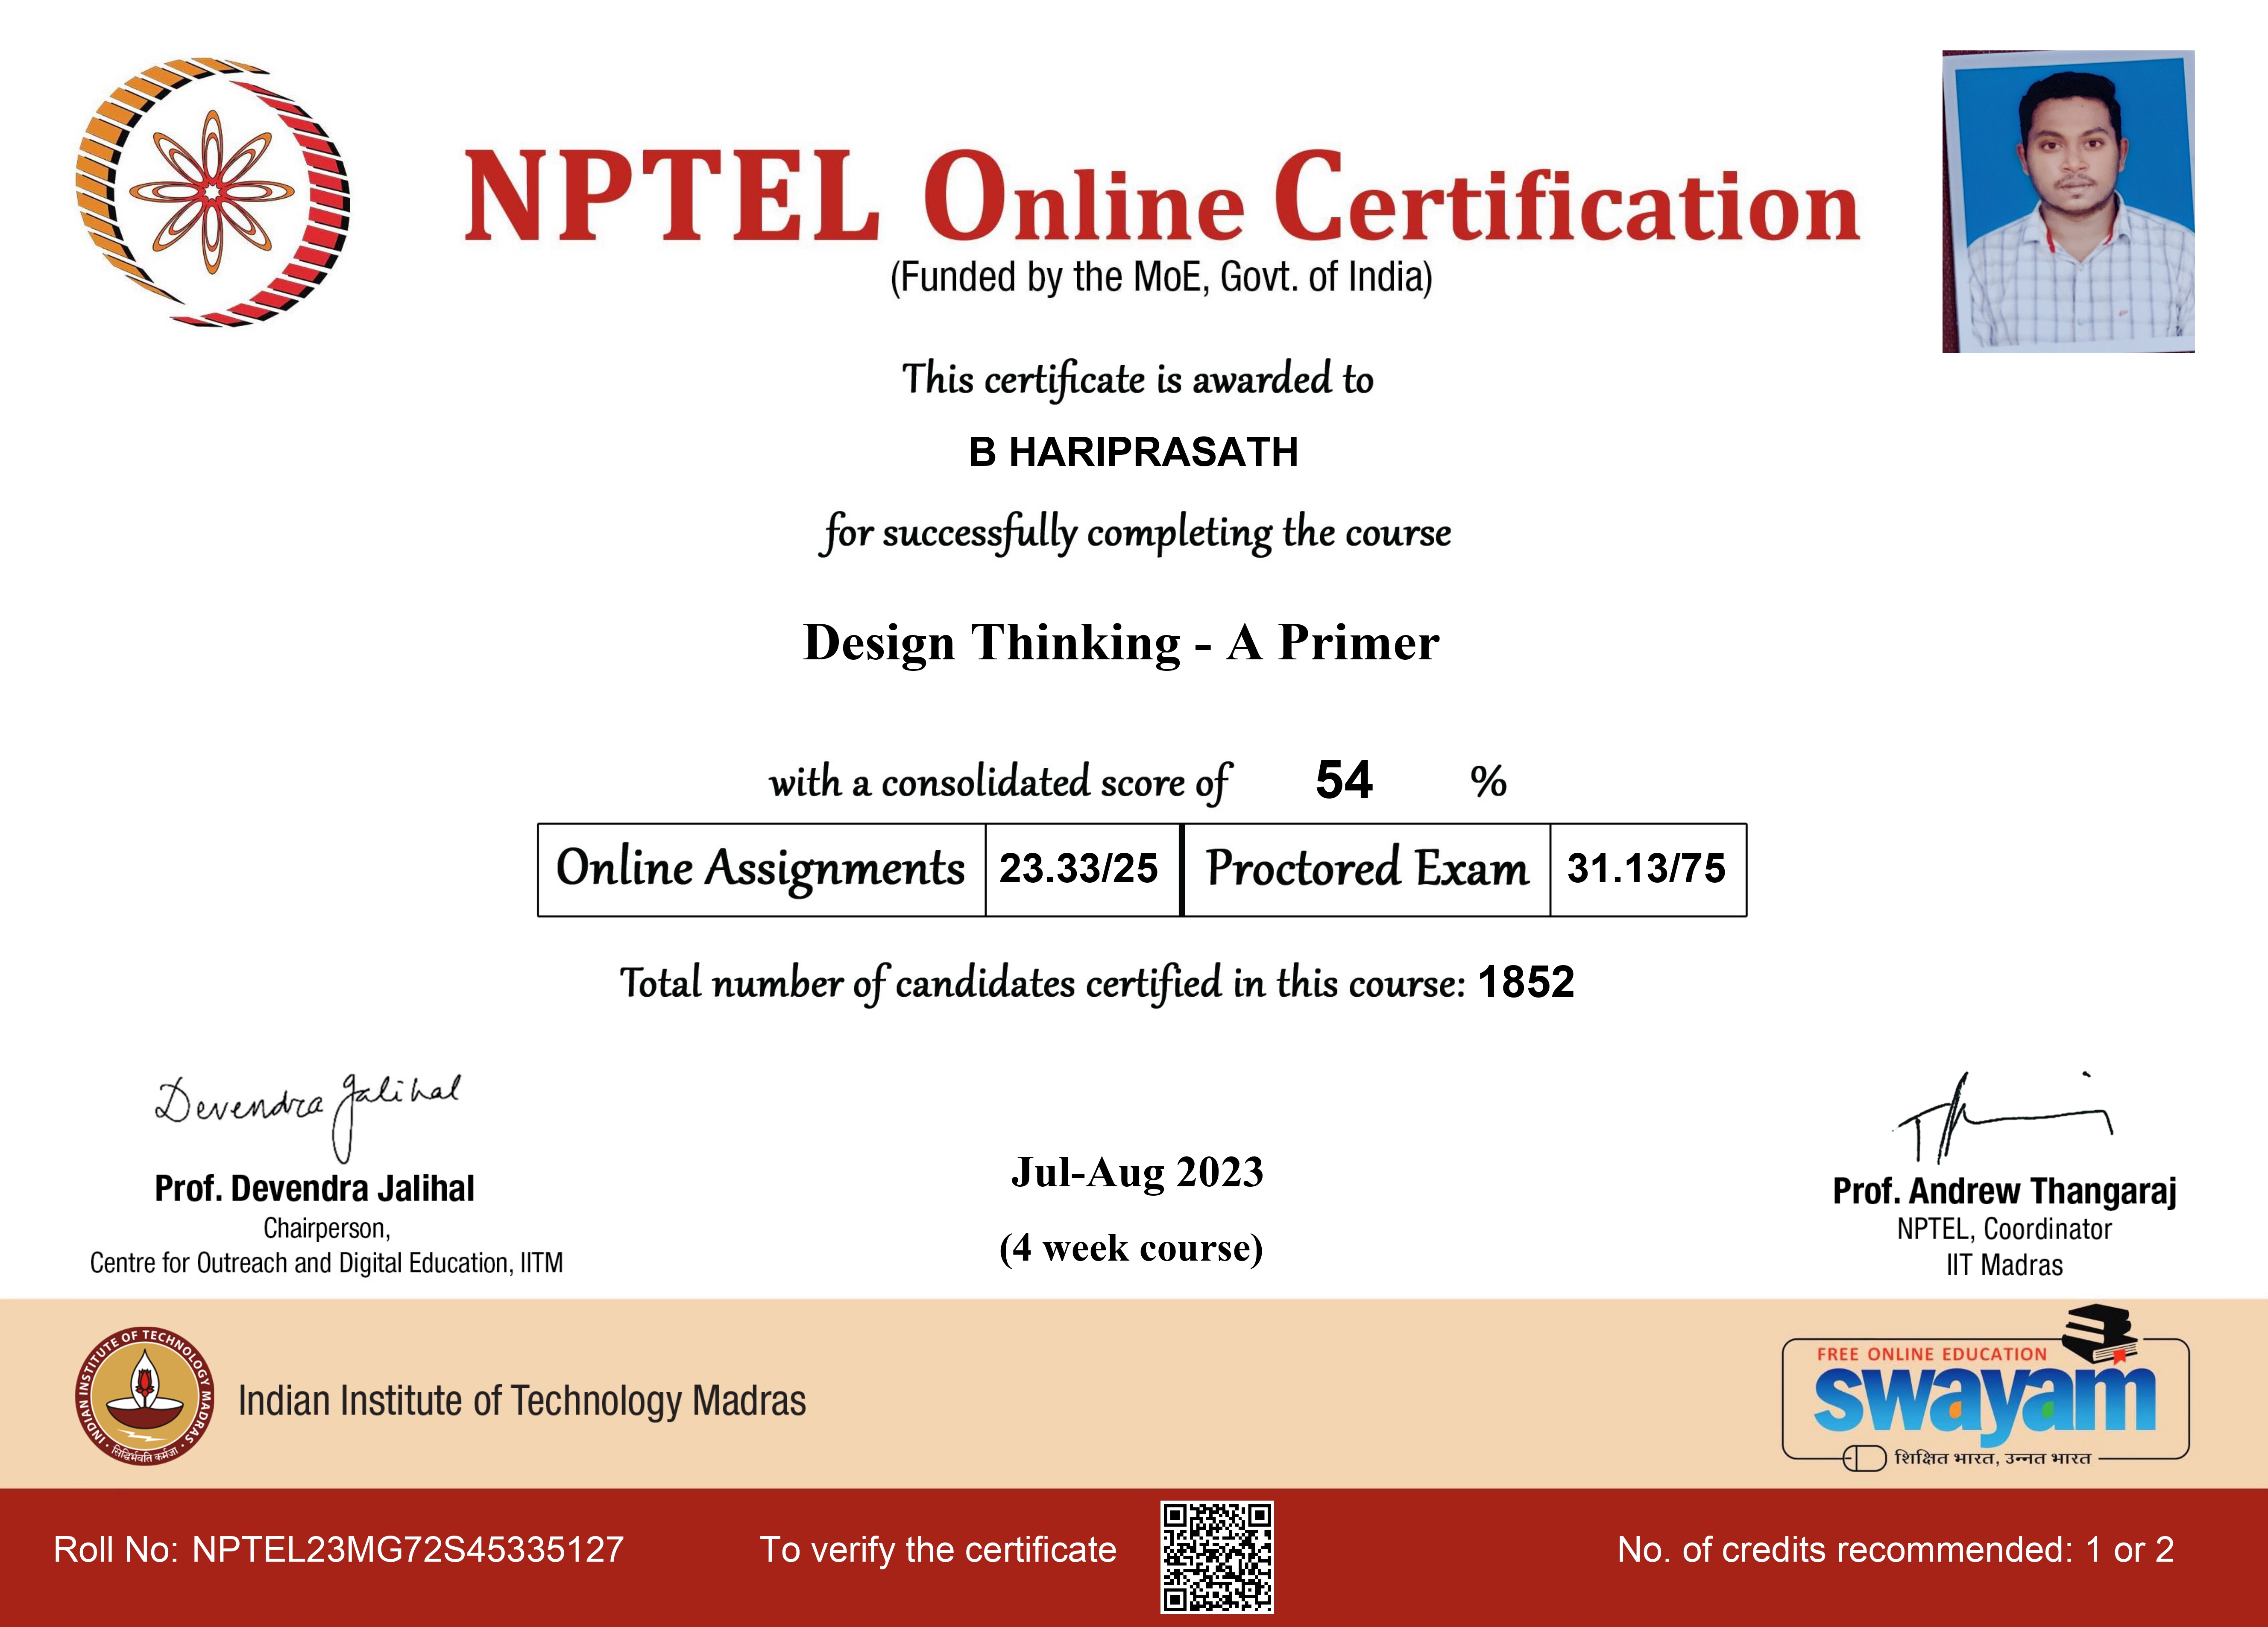 NPTEL Online Certification
(Funded by the MoE, Govt. of India)
This certificate is awarded to
B HARIPRASATH
for successfully completing the course
Design Thinking - A Primer
with a consolidated score of 54 %
Online Assignments 23.33/25 Proctored Exam 31.13/75
Total number of candidates certified in this course: 1852
Devendra Jalihal
Prof. Devendra Jalihal
Chairperson,
Centre for Outreach and Digital Education, IITM
Jul-Aug 2023
(4 week course)
Prof. Andrew Thangaraj
NPTEL, Coordinator
IIT Madras
INDIAN INSTITUTE OF TECHNOLOGY MADRAS
सिद्धिर्भवति कर्मजा
Indian Institute of Technology Madras
FREE ONLINE EDUCATION
swayam
शिक्षित भारत, उन्नत भारत
Roll No: NPTEL23MG72S45335127
To verify the certificate
No. of credits recommended: 1 or 2